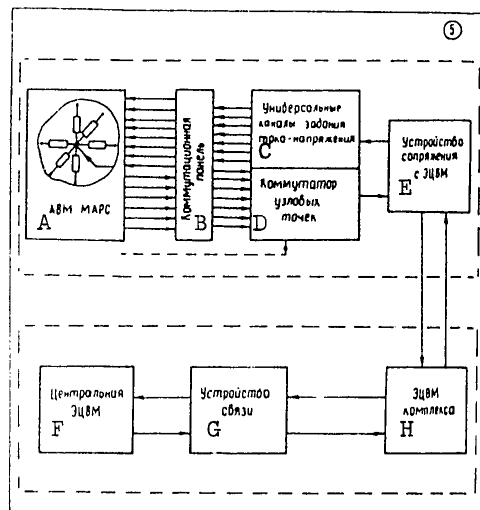 5
Универсальные
каналы задания
тока-напряжения
C
Коммутационная
панель
B
Устройство
сопряжения
с ЭЦВМ
E
АВМ МАРС
A
Коммутатор
узловых
точек
D
Центральная
ЭЦВМ
F
Устройство
связи
G
ЭЦВМ
комплекса
H